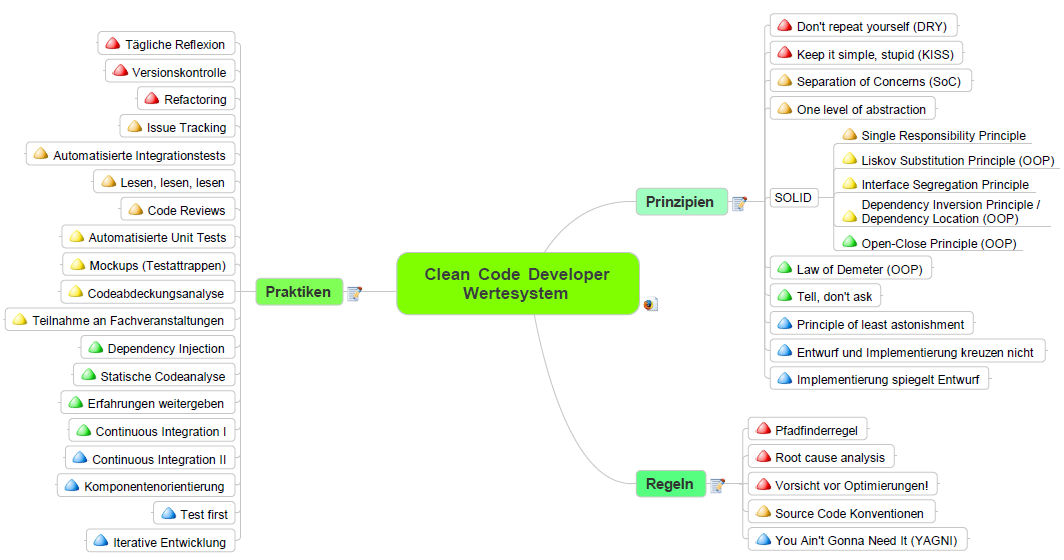 Clean Code Developer
Wertesystem
Praktiken
Tägliche Reflexion
Versionskontrolle
Refactoring
Issue Tracking
Automatisierte Integrationstests
Lesen, lesen, lesen
Code Reviews
Automatisierte Unit Tests
Mockups (Testattrappen)
Codeabdeckungsanalyse
Teilnahme an Fachveranstaltungen
Dependency Injection
Statische Codeanalyse
Erfahrungen weitergeben
Continuous Integration I
Continuous Integration II
Komponentenorientierung
Test first
Iterative Entwicklung
Prinzipien
Don't repeat yourself (DRY)
Keep it simple, stupid (KISS)
Separation of Concerns (SoC)
One level of abstraction
SOLID
Single Responsibility Principle
Liskov Substitution Principle (OOP)
Interface Segregation Principle
Dependency Inversion Principle /
Dependency Location (OOP)
Open-Close Principle (OOP)
Law of Demeter (OOP)
Tell, don't ask
Principle of least astonishment
Entwurf und Implementierung kreuzen nicht
Implementierung spiegelt Entwurf
Regeln
Pfadfinderregel
Root cause analysis
Vorsicht vor Optimierungen!
Source Code Konventionen
You Ain't Gonna Need It (YAGNI)